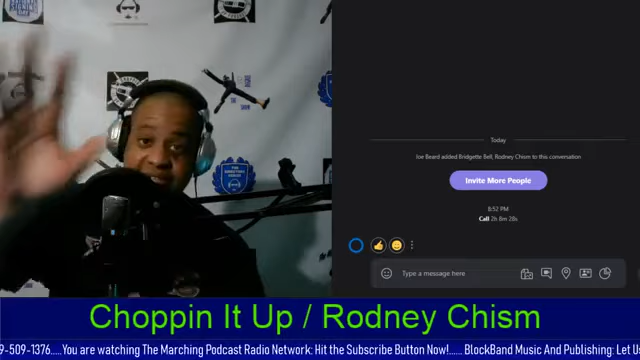 Today
Joe Beard added Bridgette Bell, Rodney Chism to this conversation
Invite More People
8:52 PM
Call 2h 8m 28s
Type a message here
Choppin It Up / Rodney Chism
9-509-1376.....You are watching The Marching Podcast Radio Network: Hit the Subscribe Button Now!...... BlockBand Music And Publishing: Let Us